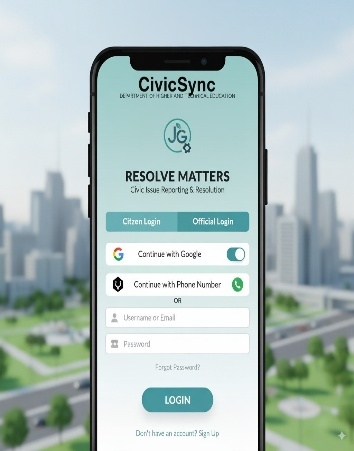 CivicSync
DEPARTMENT OF HIGHER AND TECHNICAL EDUCATION
JG
RESOLVE MATTERS
Civic Issue Reporting & Resolution
Citzen Login
Official Login
Continue with Google
Continue with Phone Number
OR
Username or Email
Password
Forgot Password?
LOGIN
Don't have an account? Sign Up